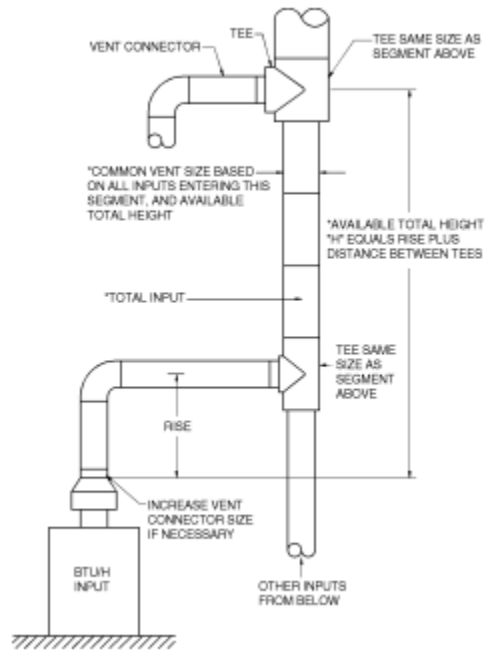 TEE
VENT CONNECTOR
TEE SAME SIZE AS
SEGMENT ABOVE
*COMMON VENT SIZE BASED
ON ALL INPUTS ENTERING THIS
SEGMENT, AND AVAILABLE
TOTAL HEIGHT
*AVAILABLE TOTAL HEIGHT
"H" EQUALS RISE PLUS
DISTANCE BETWEEN TEES
*TOTAL INPUT
TEE SAME
SIZE AS
SEGMENT
ABOVE
RISE
INCREASE VENT
CONNECTOR SIZE
IF NECESSARY
BTU/H
INPUT
OTHER INPUTS
FROM BELOW